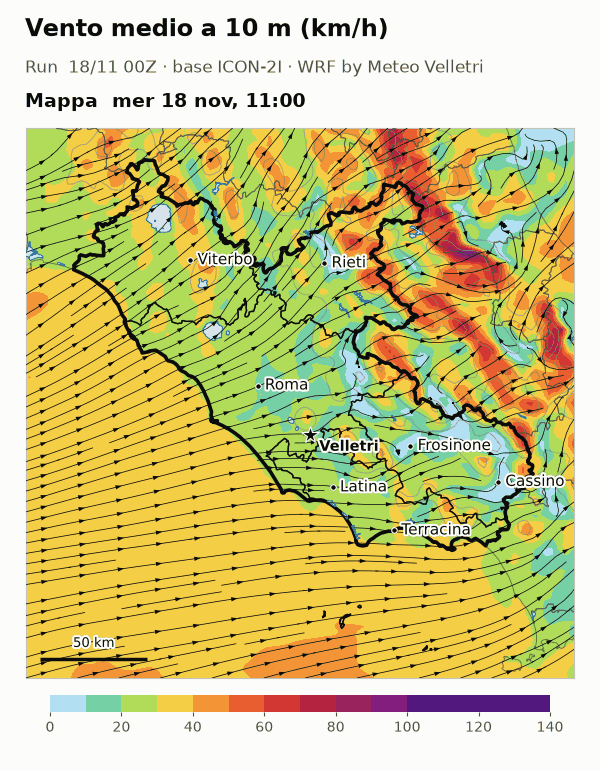 Vento medio a 10 m (km/h)
Run 18/11 00Z · base ICON-2I · WRF by Meteo Velletri
Mappa mer 18 nov, 11:00
Viterbo
Rieti
Roma
Velletri
Frosinone
Cassino
Latina
Terracina
50 km
0 20 40 60 80 100 120 140